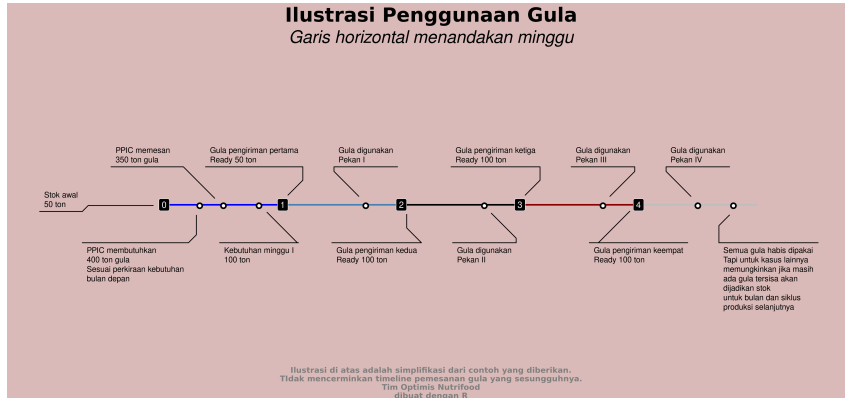 Ilustrasi Penggunaan Gula
Garis horizontal menandakan minggu
PPIC memesan
350 ton gula
Gula pengiriman pertama
Ready 50 ton
Gula digunakan
Pekan I
Gula pengiriman ketiga
Ready 100 ton
Gula digunakan
Pekan III
Gula digunakan
Pekan IV
Stok awal
50 ton
0
1
2
3
4
PPIC membutuhkan
400 ton gula
Sesuai perkiraan kebutuhan
bulan depan
Kebutuhan minggu I
100 ton
Gula pengiriman kedua
Ready 100 ton
Gula digunakan
Pekan II
Gula pengiriman keempat
Ready 100 ton
Semua gula habis dipakai
Tapi untuk kasus lainnya
memungkinkan jika masih
ada gula tersisa akan
dijadikan stok
untuk bulan dan siklus
produksi selanjutnya
Ilustrasi di atas adalah simplifikasi dari contoh yang diberikan.
TIdak mencerminkan timeline pemesanan gula yang sesungguhnya.
Tim Optimis Nutrifood
dibuat dengan R